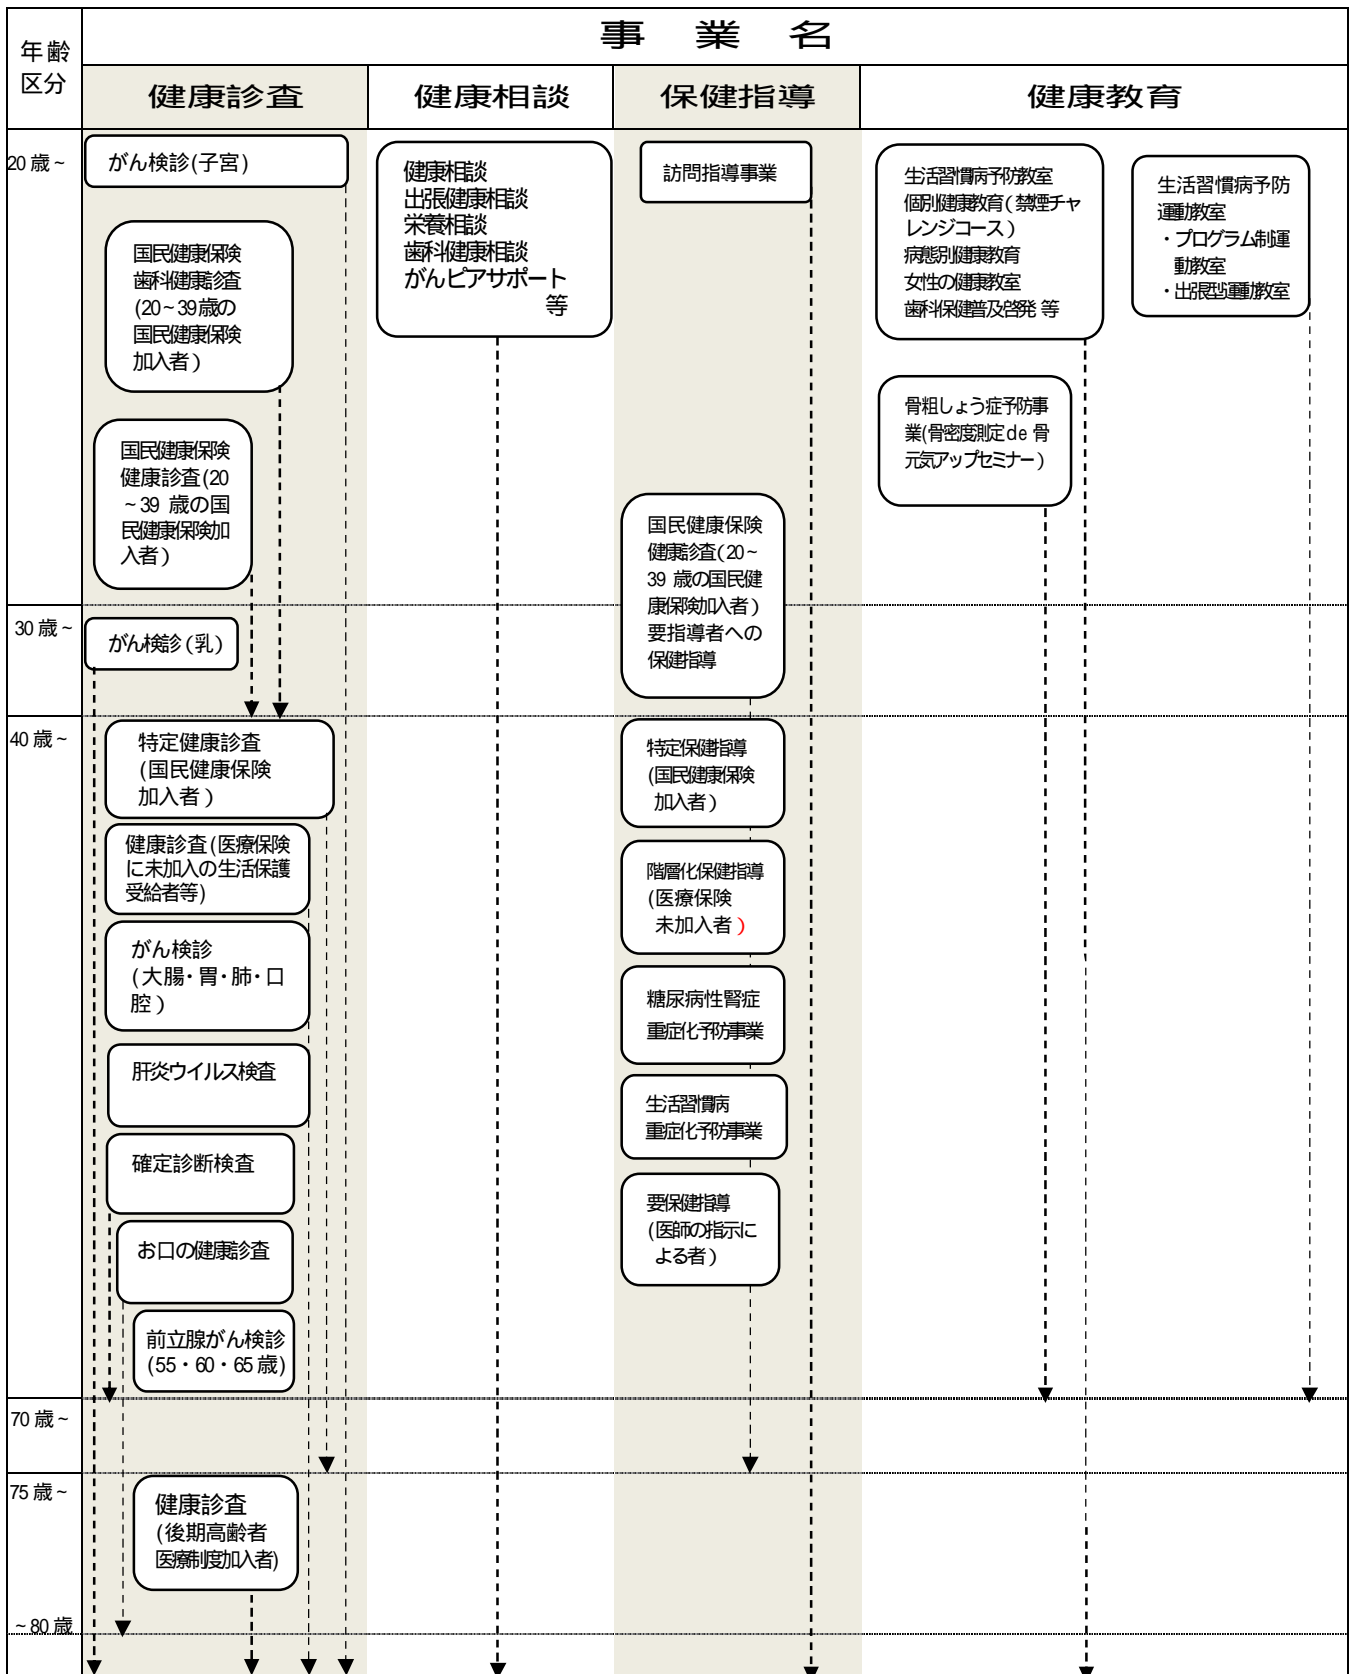 事業名
年齢
区分
健康診査
健康相談
保健指導
健康教育
20歳~
がん検診(子宮)
国民健康保険
歯科健康診査
(20~39歳の
国民健康保険
加入者)
国民健康保険
健康診査(20
~39 歳の国
民健康保険加
入者)
健康相談
出張健康相談
栄養相談
歯科健康相談
がんピアサポート
等
訪問指導事業
国民健康保険
健康診査(20~
39 歳の国民健
康保険加入者)
要指導者への
保健指導
生活習慣病予防教室
個別健康教育(禁煙チャ
レンジコース)
病態別健康教育
女性の健康教室
歯科保健普及啓発 等
生活習慣病予防
運動教室
・プログラム制運
動教室
・出張型運動教室
骨粗しょう症予防事
業(骨密度測定de 骨
元気アップセミナー)
30歳~
がん検診(乳)
40歳~
特定健康診査
(国民健康保険
加入者)
健康診査(医療保険
に未加入の生活保護
受給者等)
がん検診
(大腸・胃・肺・口
腔)
肝炎ウイルス検査
確定診断検査
お口の健康診査
前立腺がん検診
(55・60・65歳)
特定保健指導
(国民健康保険
加入者)
階層化保健指導
(医療保険
未加入者)
糖尿病性腎症
重症化予防事業
生活習慣病
重症化予防事業
要保健指導
(医師の指示に
よる者)
70歳~
75歳~
健康診査
(後期高齢者
医療制度加入者)
~80歳